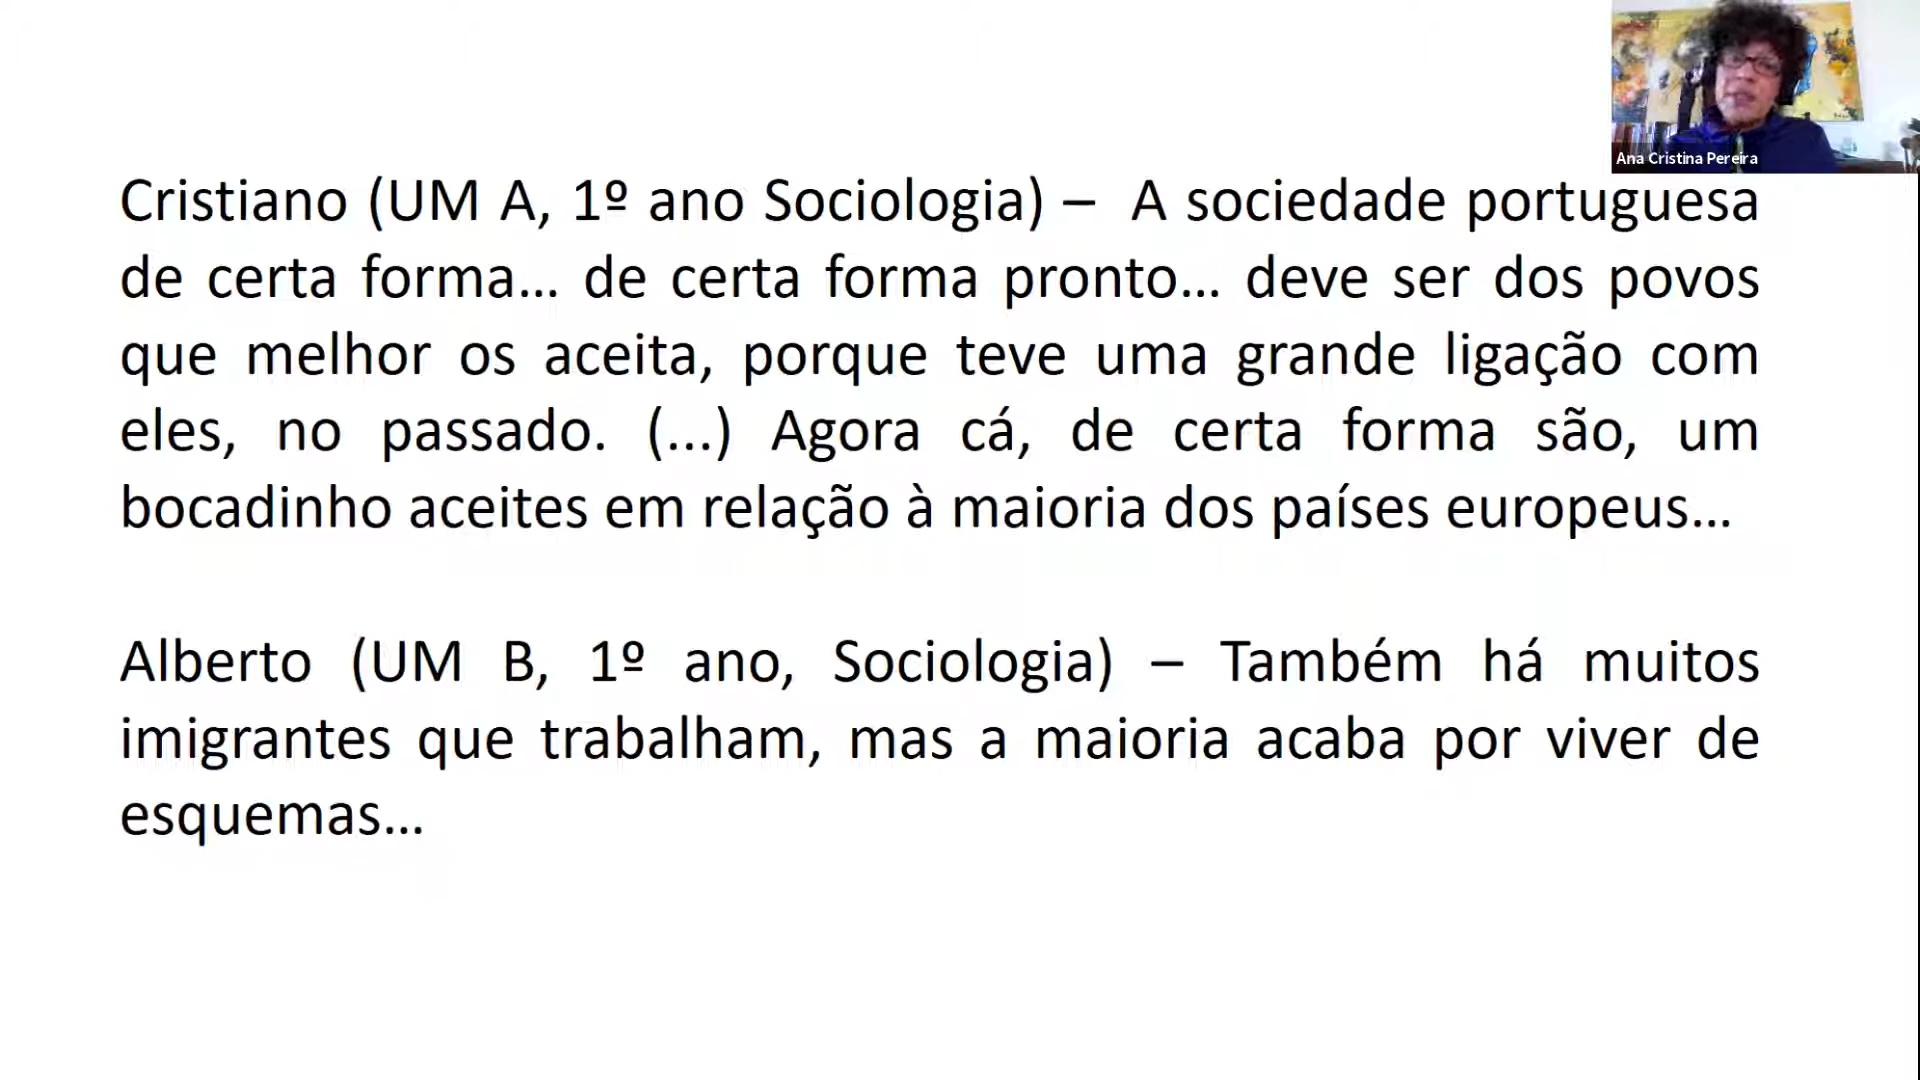 Ana Cristina Pereira
Cristiano (UM A, 1º ano Sociologia) – A sociedade portuguesa
de certa forma… de certa forma pronto… deve ser dos povos
que melhor os aceita, porque teve uma grande ligação com
eles, no passado. (...) Agora cá, de certa forma são, um
bocadinho aceites em relação à maioria dos países europeus…
Alberto (UM B, 1º ano, Sociologia) – Também há muitos
imigrantes que trabalham, mas a maioria acaba por viver de
esquemas…